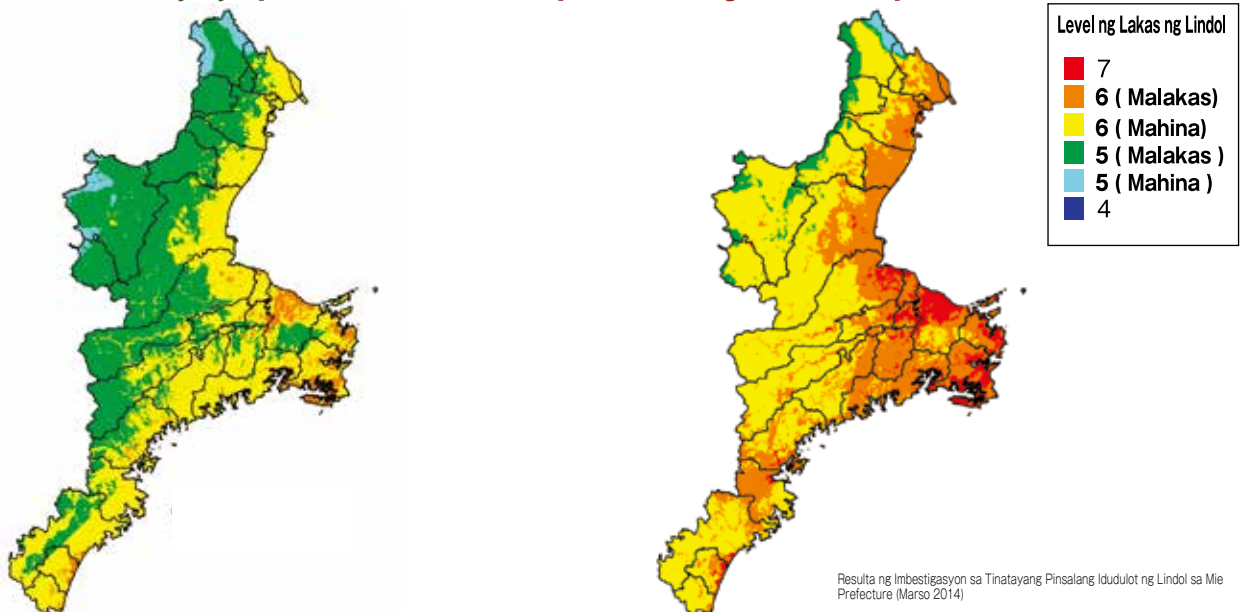 Level ng Lakas ng Lindol
7
6 ( Malakas)
6 ( Mahina)
5 ( Malakas )
5 ( Mahina )
4
Resulta ng Imbestigasyon sa Tinatayang Pinsalang Idudulot ng Lindol sa Mie
Prefecture (Marso 2014)